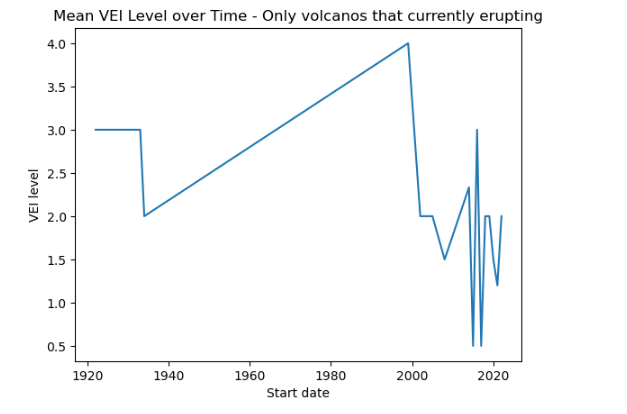 Mean VEI Level over Time - Only volcanos that currently erupting
4.0
3.5
3.0
2.5
2.0
1.5
1.0
0.5
VEI level
1920 1940 1960 1980 2000 2020
Start date